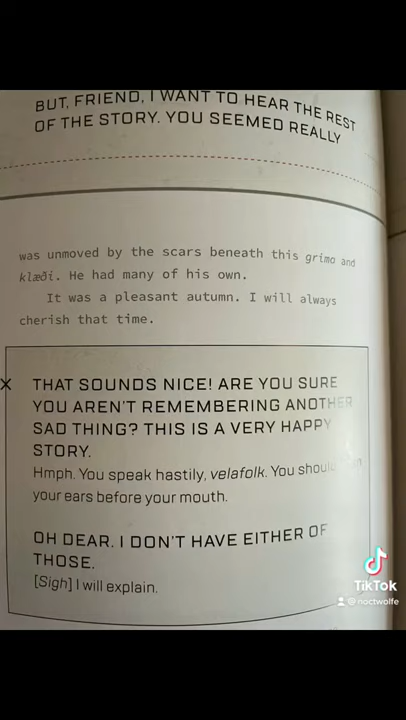 BUT, FRIEND, I WANT TO HEAR THE REST
OF THE STORY. YOU SEEMED REALLY
was unmoved by the scars beneath this gríma and
klæði. He had many of his own.
It was a pleasant autumn. I will always
cherish that time.
X THAT SOUNDS NICE! ARE YOU SURE
YOU AREN'T REMEMBERING ANOTHER
SAD THING? THIS IS A VERY HAPPY
STORY.
Hmph. You speak hastily, velafolk. You should
your ears before your mouth.
OH DEAR. I DON'T HAVE EITHER OF
THOSE.
[Sigh] I will explain.
TikTok
@noctwolfe